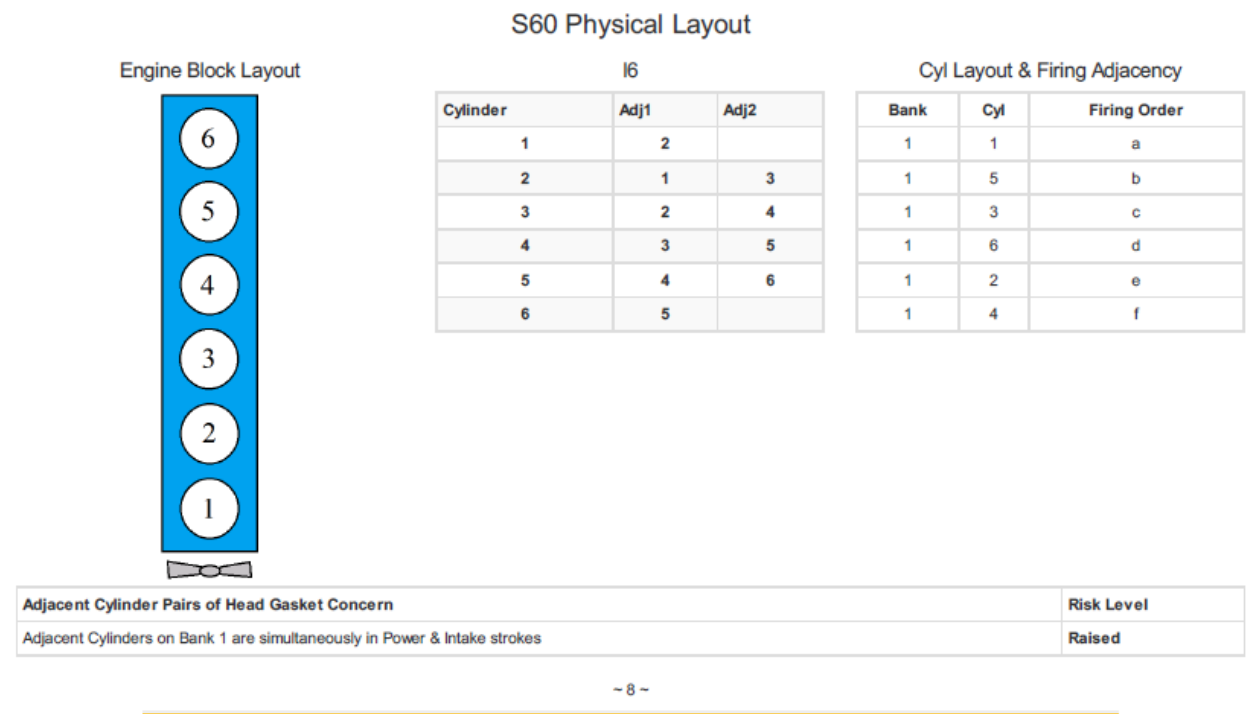 S60 Physical Layout
Engine Block Layout
6
5
4
3
2
1
I6
Cylinder Adj1 Adj2
1 2
2 1 3
3 2 4
4 3 5
5 4 6
6 5
Cyl Layout & Firing Adjacency
Bank Cyl Firing Order
1 1 a
1 5 b
1 3 c
1 6 d
1 2 e
1 4 f
Adjacent Cylinder Pairs of Head Gasket Concern Risk Level
Adjacent Cylinders on Bank 1 are simultaneously in Power & Intake strokes Raised
~ 8 ~